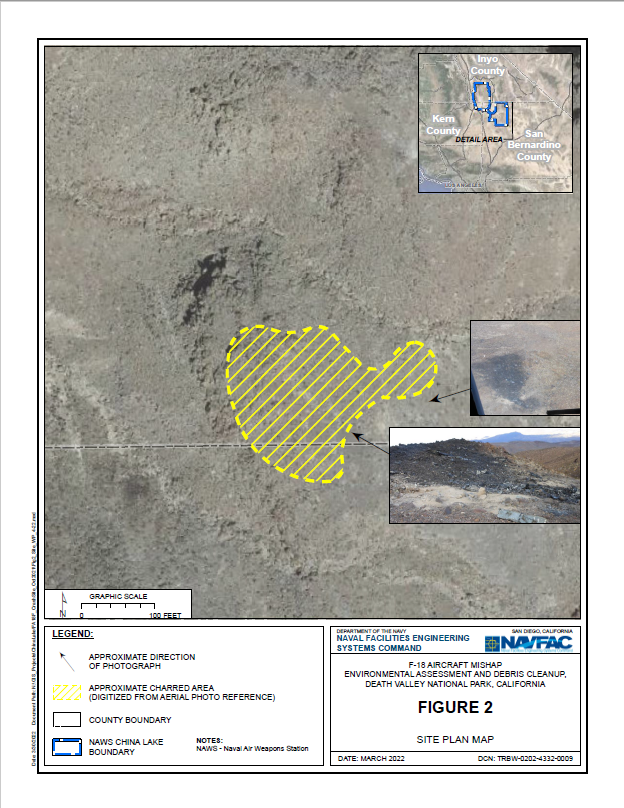 Inyo
County
Kern
County
San
Bernardino
County
DETAIL AREA
LOS ANGELES
GRAPHIC SCALE
N
0
100 FEET
LEGEND:
APPROXIMATE DIRECTION
OF PHOTOGRAPH
APPROXIMATE CHARRED AREA
(DIGITIZED FROM AERIAL PHOTO REFERENCE)
COUNTY BOUNDARY
NAWS CHINA LAKE
BOUNDARY
NOTES:
NAWS - Naval Air Weapons Station
DEPARTMENT OF THE NAVY
NAVAL FACILITIES ENGINEERING
SYSTEMS COMMAND
SAN DIEGO, CALIFORNIA
NAVFAC
F-18 AIRCRAFT MISHAP
ENVIRONMENTAL ASSESSMENT AND DEBRIS CLEANUP,
DEATH VALLEY NATIONAL PARK, CALIFORNIA
FIGURE 2
SITE PLAN MAP
DATE: MARCH 2022
DCN: TRBW-0202-4332-0009